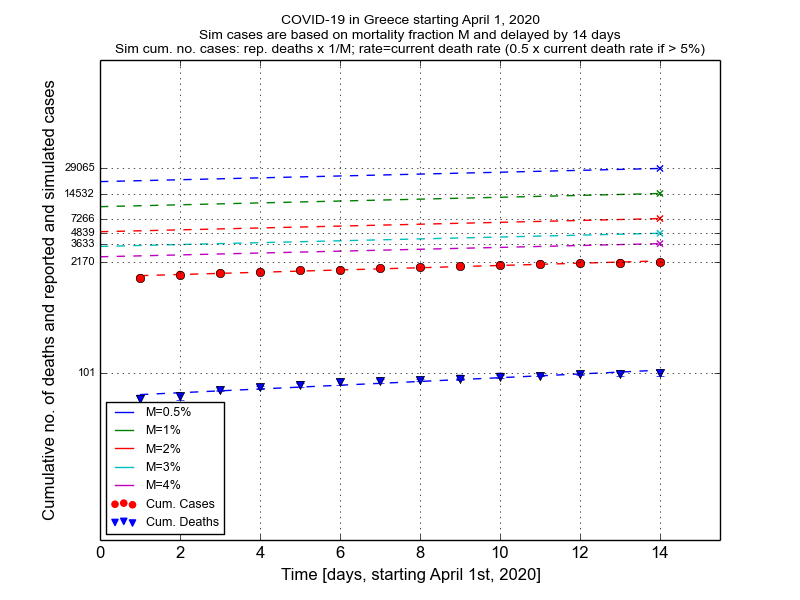 COVID-19 in Greece starting April 1, 2020
Sim cases are based on mortality fraction M and delayed by 14 days
Sim cum. no. cases: rep. deaths x 1/M; rate=current death rate (0.5 x current death rate if > 5%)
Cumulative no. of deaths and reported and simulated cases
29065
14532
7266
4839
3633
2170
101
M=0.5%
M=1%
M=2%
M=3%
M=4%
Cum. Cases
Cum. Deaths
0 2 4 6 8 10 12 14
Time [days, starting April 1st, 2020]